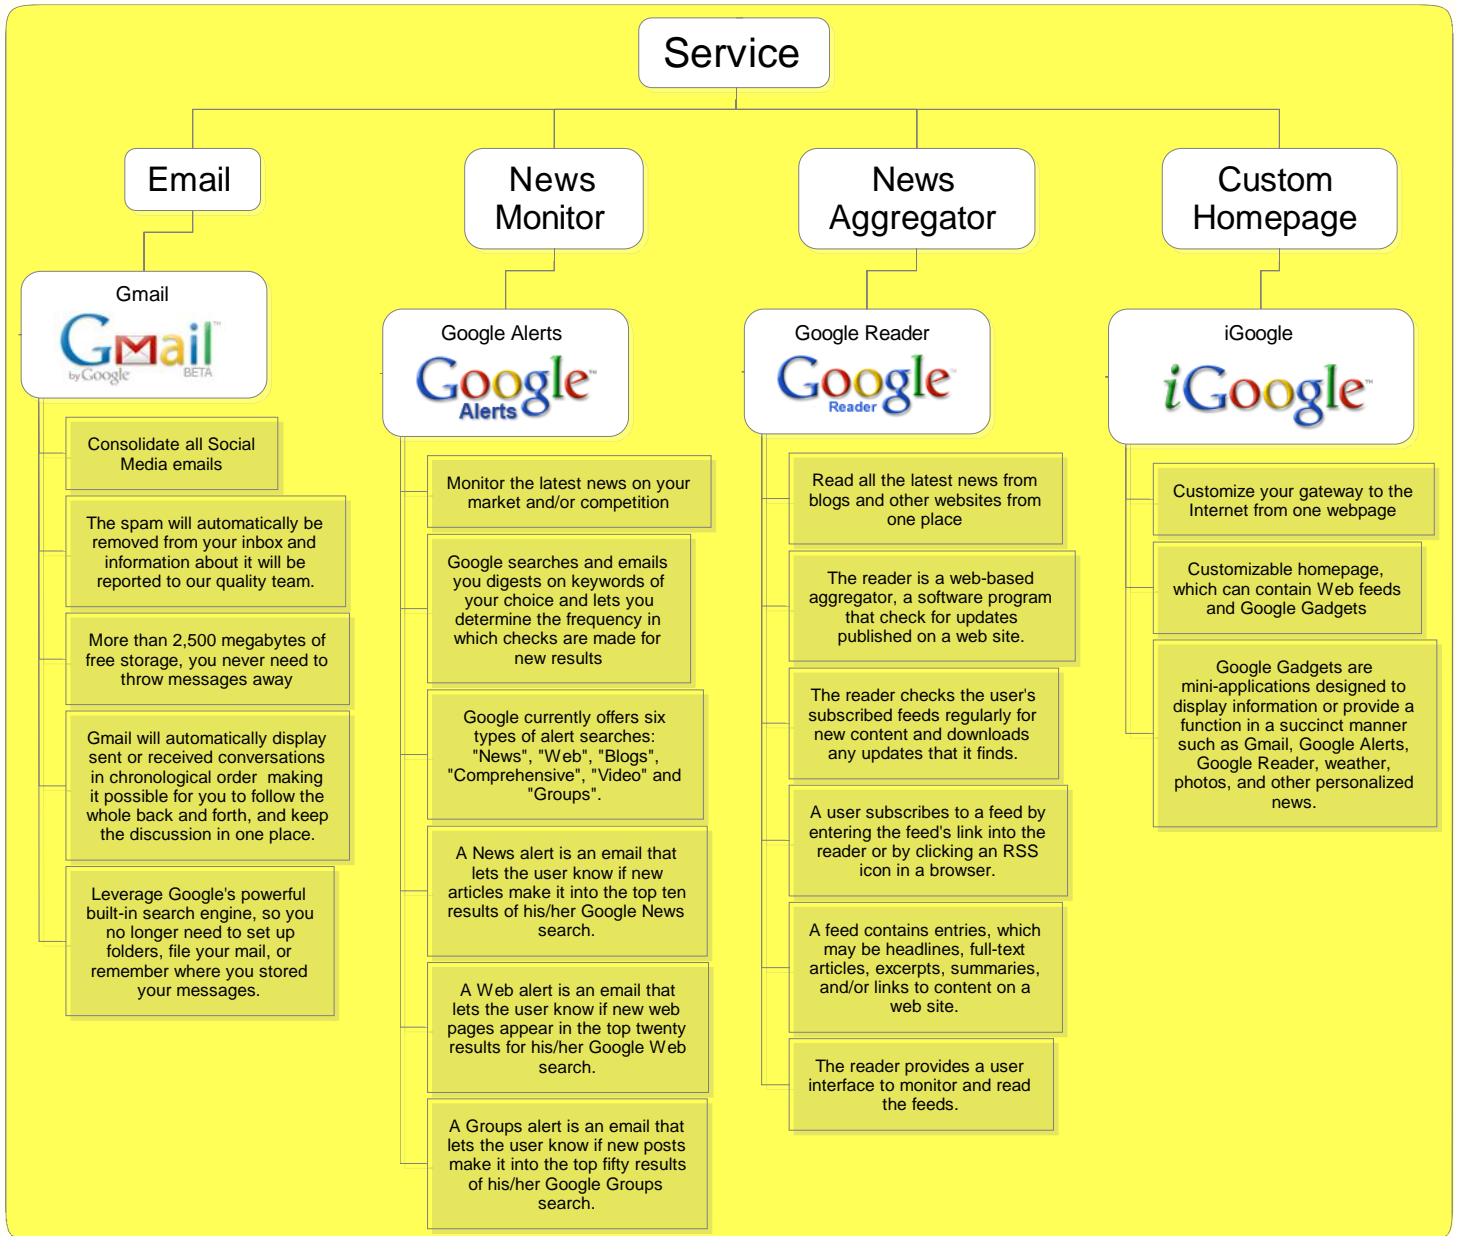 Service
Email
Gmail
Gmail™
by Google BETA
Consolidate all Social
Media emails
The spam will automatically be
removed from your inbox and
information about it will be
reported to our quality team.
More than 2,500 megabytes of
free storage, you never need to
throw messages away
Gmail will automatically display
sent or received conversations
in chronological order  making
it possible for you to follow the
whole back and forth, and keep
the discussion in one place.
Leverage Google's powerful
built-in search engine, so you
no longer need to set up
folders, file your mail, or
remember where you stored
your messages.
News
Monitor
Google Alerts
Google™
Alerts
Monitor the latest news on your
market and/or competition
Google searches and emails
you digests on keywords of
your choice and lets you
determine the frequency in
which checks are made for
new results
Google currently offers six
types of alert searches:
"News", "Web", "Blogs",
"Comprehensive", "Video" and
"Groups".
A News alert is an email that
lets the user know if new
articles make it into the top ten
results of his/her Google News
search.
A Web alert is an email that
lets the user know if new web
pages appear in the top twenty
results for his/her Google Web
search.
A Groups alert is an email that
lets the user know if new posts
make it into the top fifty results
of his/her Google Groups
search.
News
Aggregator
Google Reader
Google™
Reader
Read all the latest news from
blogs and other websites from
one place
The reader is a web-based
aggregator, a software program
that check for updates
published on a web site.
The reader checks the user's
subscribed feeds regularly for
new content and downloads
any updates that it finds.
A user subscribes to a feed by
entering the feed's link into the
reader or by clicking an RSS
icon in a browser.
A feed contains entries, which
may be headlines, full-text
articles, excerpts, summaries,
and/or links to content on a
web site.
The reader provides a user
interface to monitor and read
the feeds.
Custom
Homepage
iGoogle
iGoogle™
Customize your gateway to the
Internet from one webpage
Customizable homepage,
which can contain Web feeds
and Google Gadgets
Google Gadgets are
mini-applications designed to
display information or provide a
function in a succinct manner
such as Gmail, Google Alerts,
Google Reader, weather,
photos, and other personalized
news.